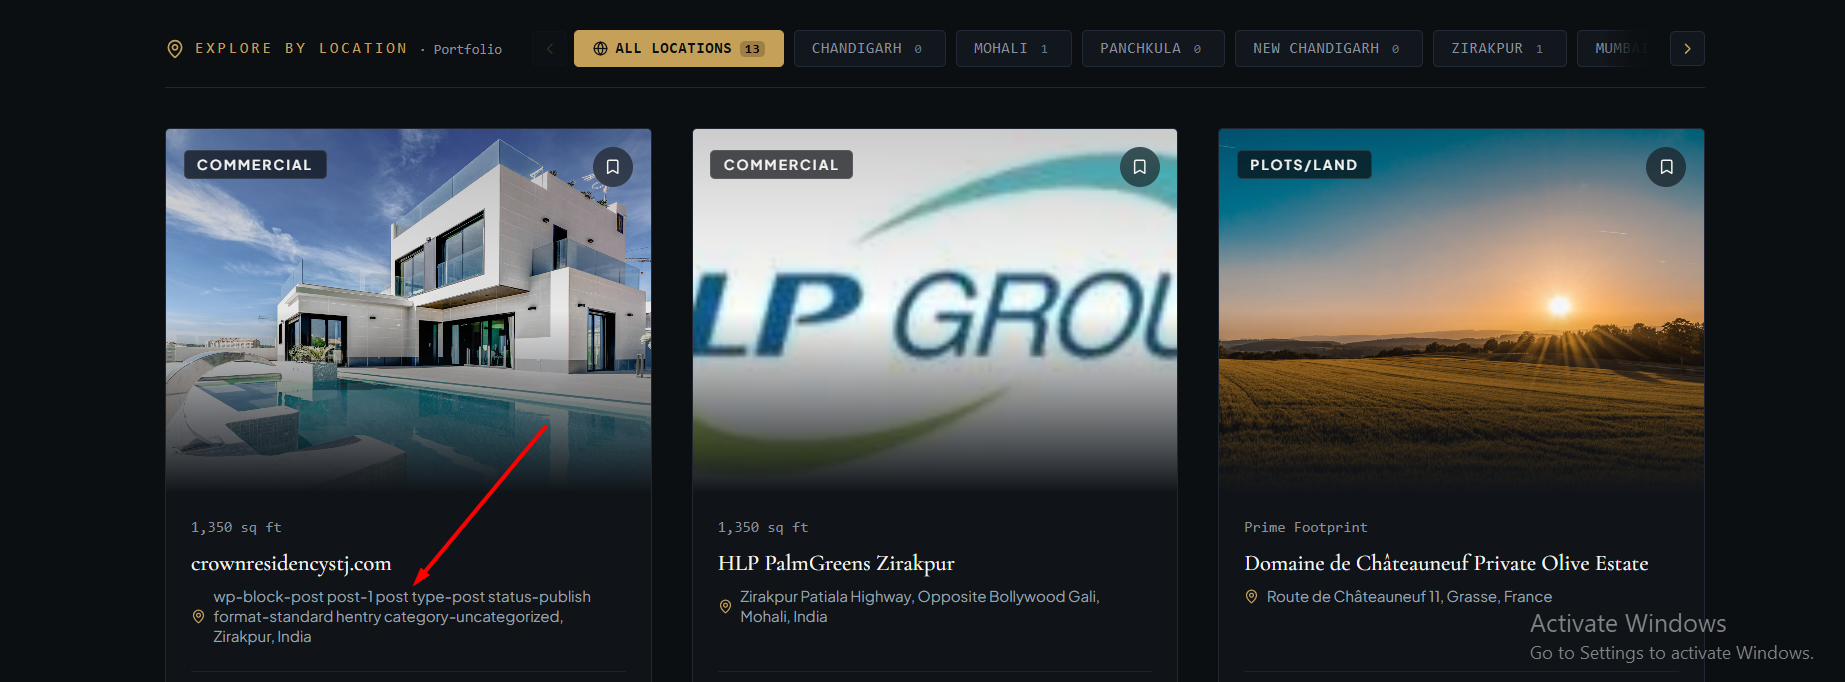 EXPLORE BY LOCATION · Portfolio
ALL LOCATIONS 13
CHANDIGARH 0
MOHALI 1
PANCHKULA 0
NEW CHANDIGARH 0
ZIRAKPUR 1
COMMERCIAL
COMMERCIAL
PLOTS/LAND
LP GROU
1,350 sq ft
crownresidencystj.com
wp-block-post post-1 post type-post status-publish
format-standard hentry category-uncategorized,
Zirakpur, India
1,350 sq ft
HLP PalmGreens Zirakpur
Zirakpur Patiala Highway, Opposite Bollywood Gali,
Mohali, India
Prime Footprint
Domaine de Châteauneuf Private Olive Estate
Route de Châteauneuf 11, Grasse, France
Activate Windows
Go to Settings to activate Windows.